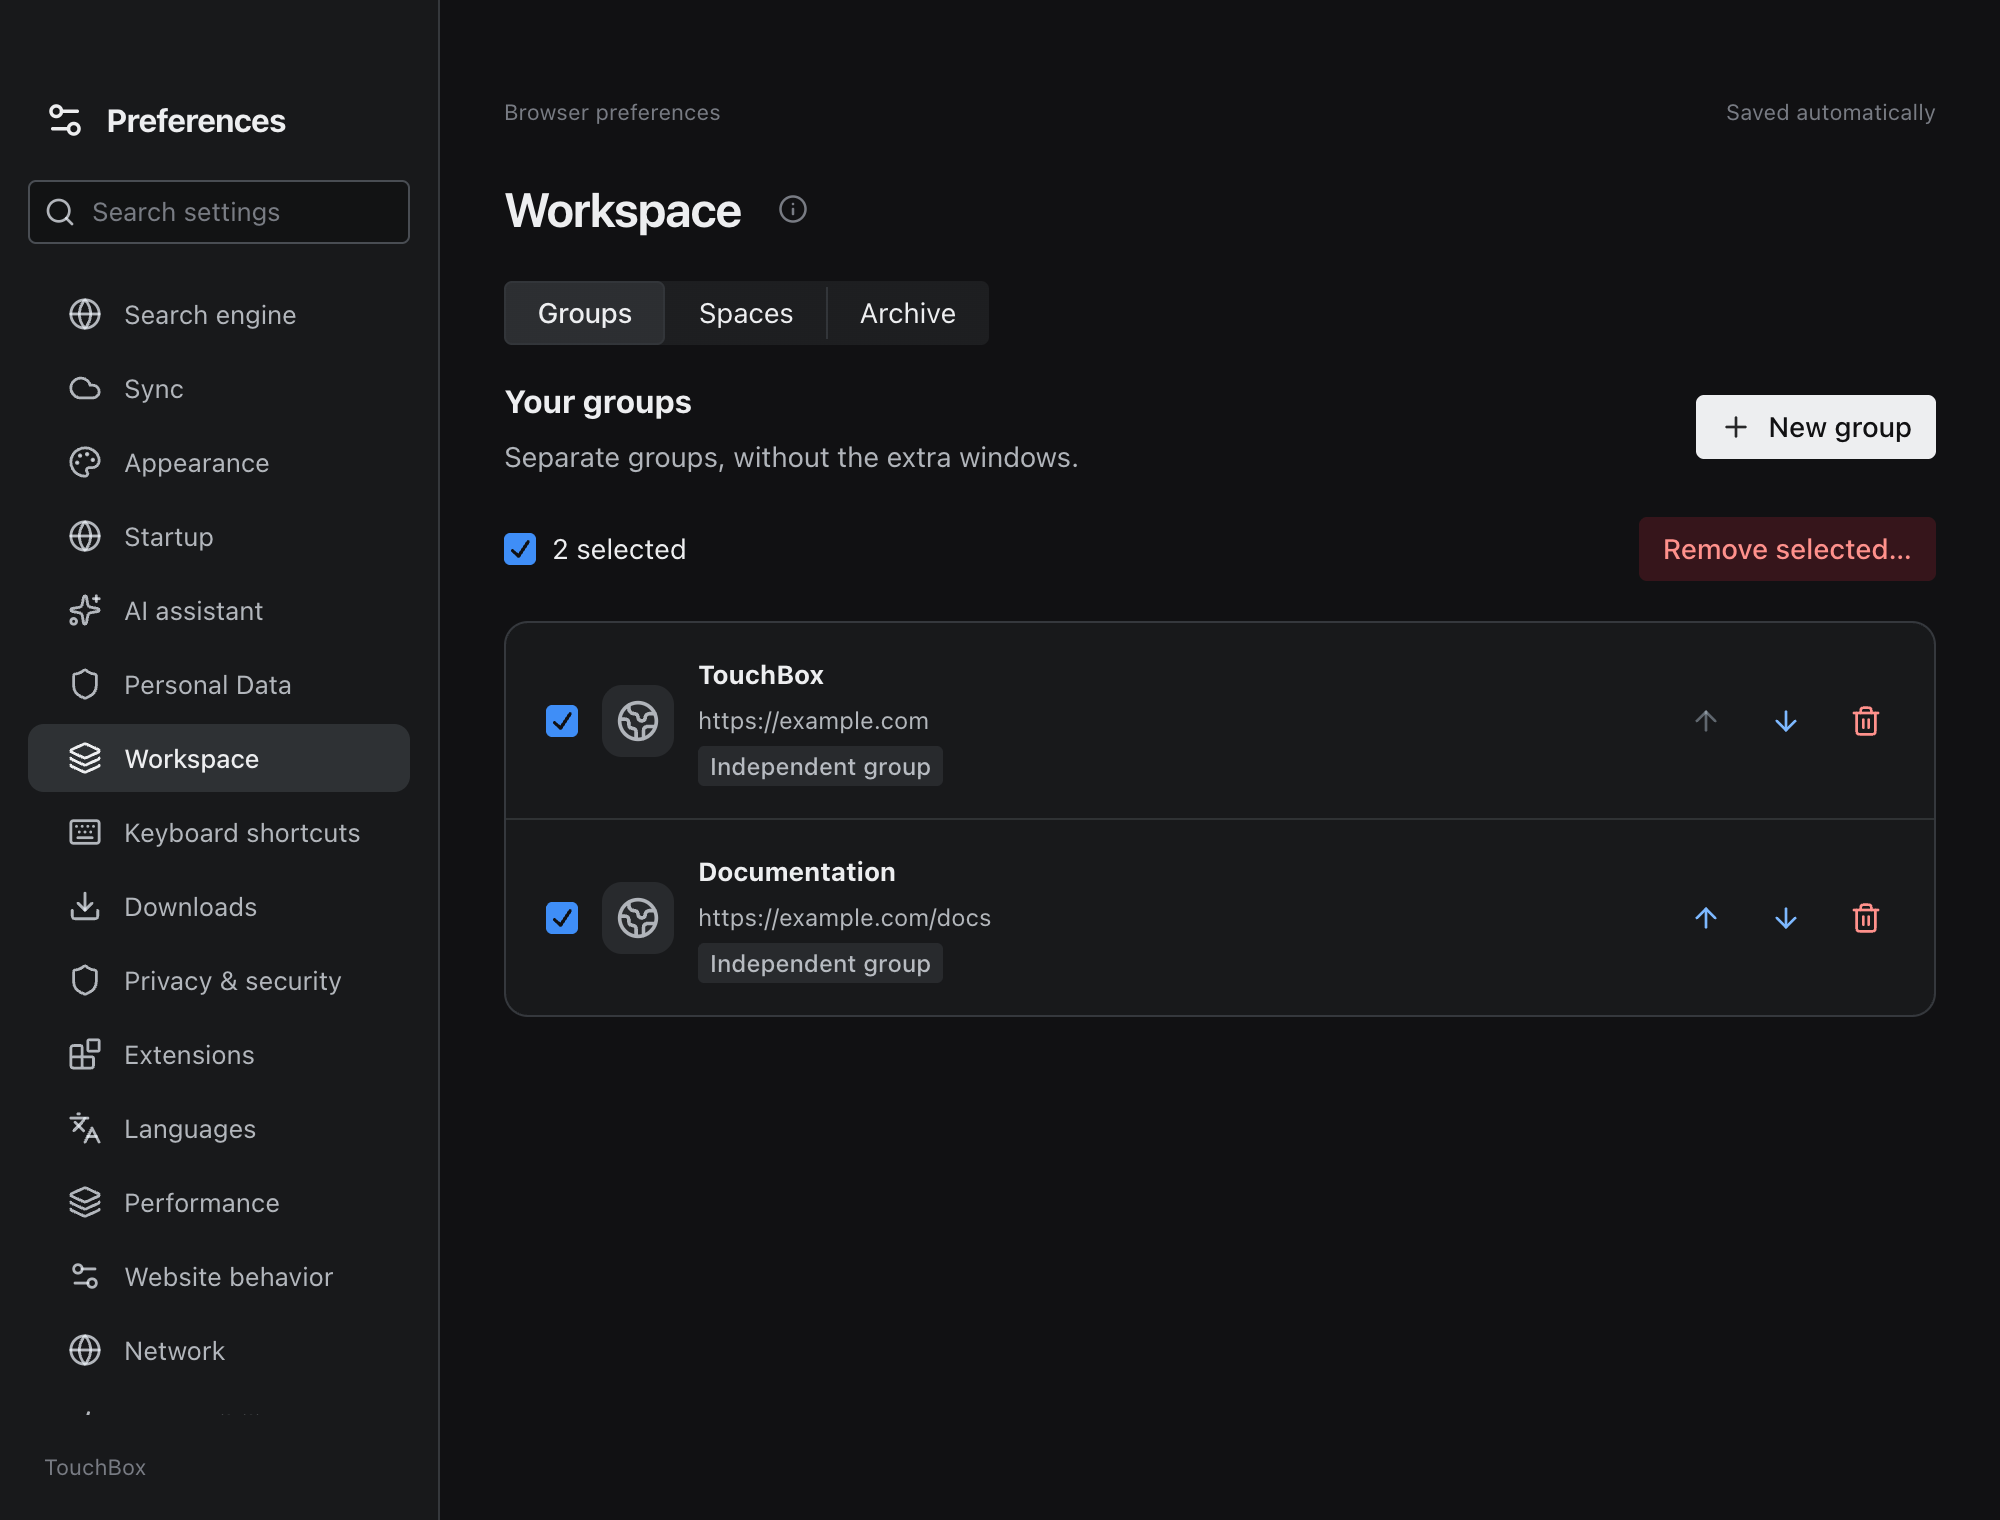 Preferences
Search settings
Search engine
Sync
Appearance
Startup
AI assistant
Personal Data
Workspace
Keyboard shortcuts
Downloads
Privacy & security
Extensions
Languages
Performance
Website behavior
Network
TouchBox
Browser preferences
Saved automatically
Workspace
Groups
Spaces
Archive
Your groups
Separate groups, without the extra windows.
New group
2 selected
Remove selected...
TouchBox
https://example.com
Independent group
Documentation
https://example.com/docs
Independent group